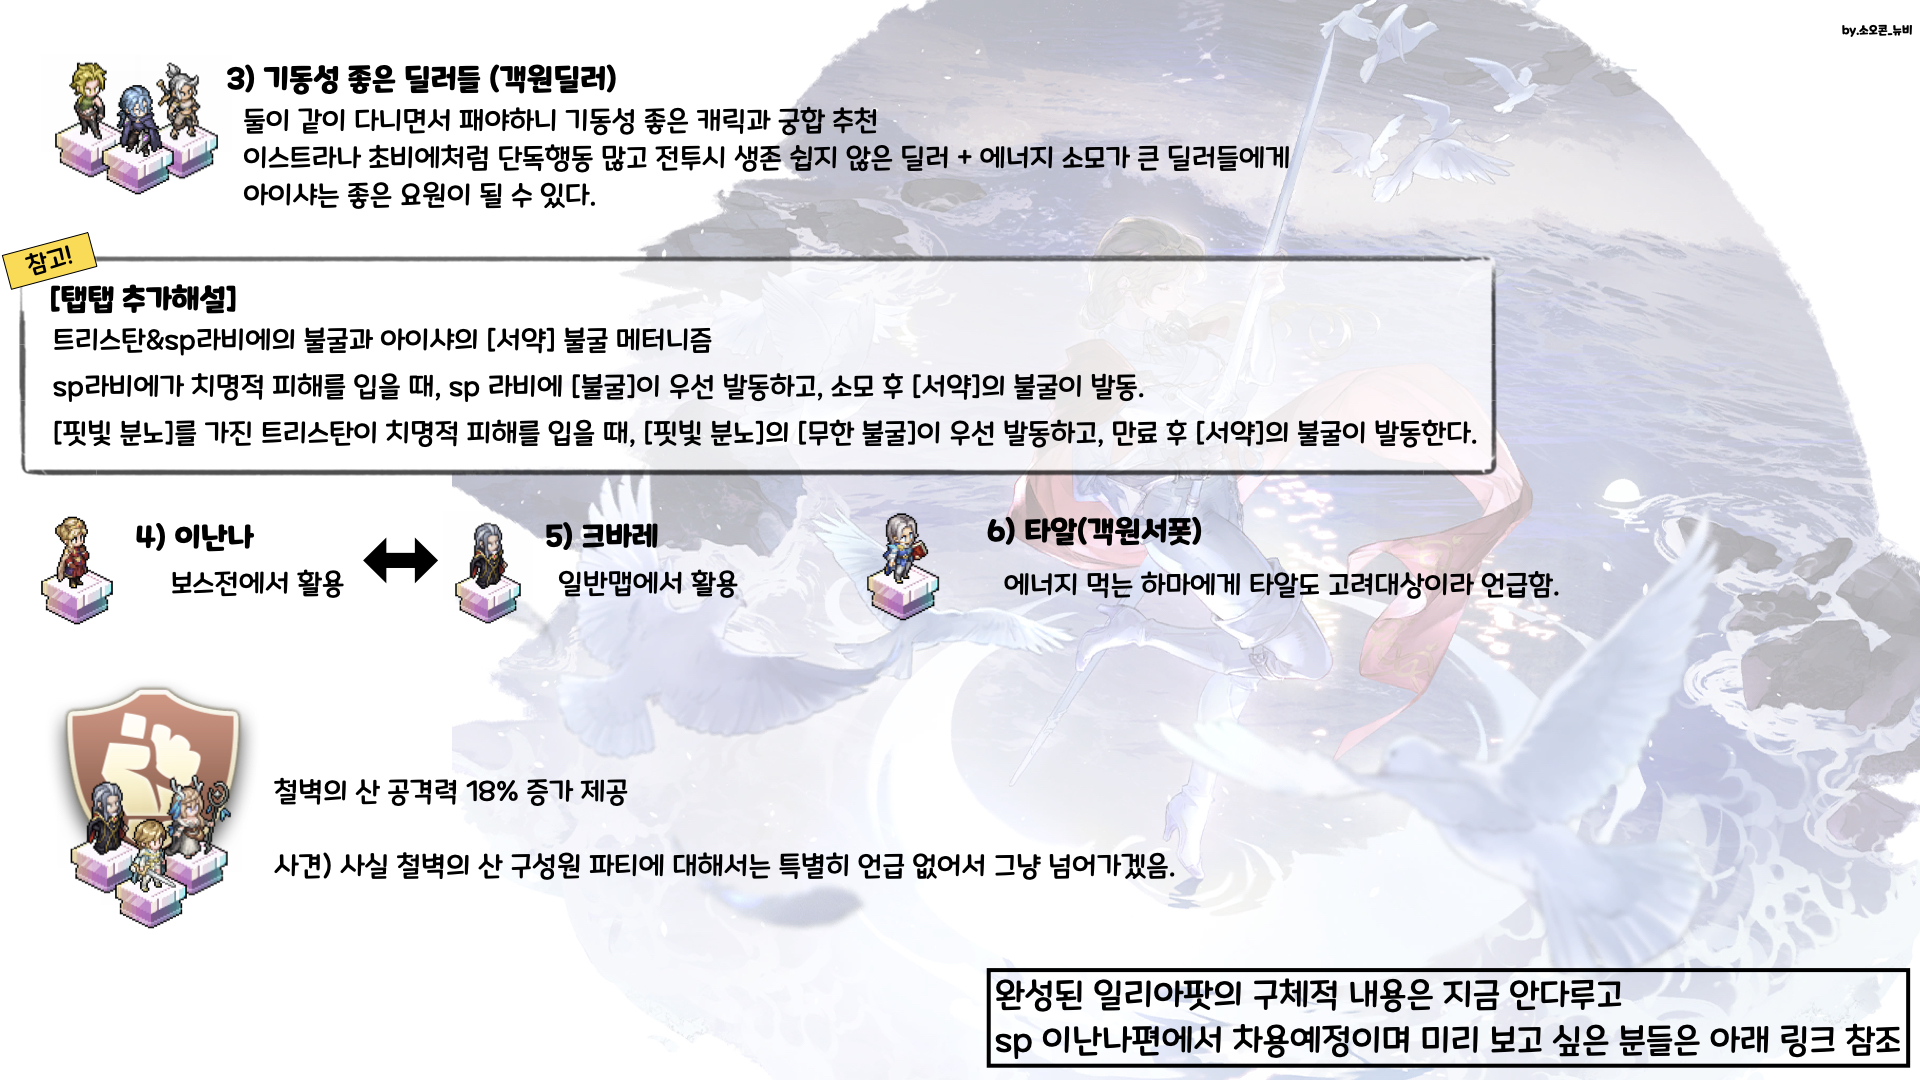 by.소오콘_뉴비
3) 기동성 좋은 딜러들 (객원딜러)
둘이 같이 다니면서 패야하니 기동성 좋은 캐릭과 궁합 추천
이스트라나 초비에처럼 단독행동 많고 전투시 생존 쉽지 않은 딜러 + 에너지 소모가 큰 딜러들에게
아이샤는 좋은 요원이 될 수 있다.
참고!
[탭탭 추가해설]
트리스탄&sp라비에의 불굴과 아이샤의 [서약] 불굴 메터니즘
sp라비에가 치명적 피해를 입을 때, sp 라비에 [불굴]이 우선 발동하고, 소모 후 [서약]의 불굴이 발동.
[핏빛 분노]를 가진 트리스탄이 치명적 피해를 입을 때, [핏빛 분노]의 [무한 불굴]이 우선 발동하고, 만료 후 [서약]의 불굴이 발동한다.
4) 이난나
보스전에서 활용
5) 크바레
일반맵에서 활용
6) 타알(객원서폿)
에너지 먹는 하마에게 타알도 고려대상이라 언급함.
철벽의 산 공격력 18% 증가 제공
사견) 사실 철벽의 산 구성원 파티에 대해서는 특별히 언급 없어서 그냥 넘어가겠음.
완성된 일리아팟의 구체적 내용은 지금 안다루고
sp 이난나편에서 차용예정이며 미리 보고 싶은 분들은 아래 링크 참조